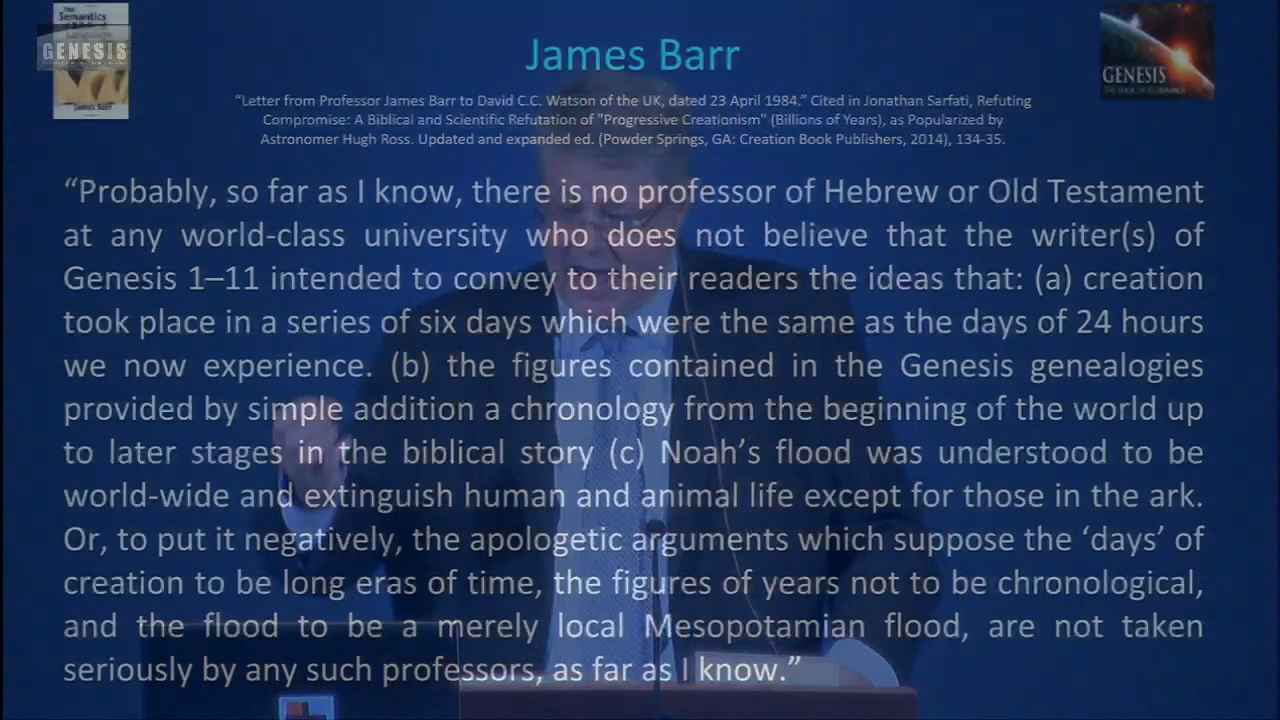 The
Semantics
GENESIS
James Barr
James Barr
GENESIS
“Letter from Professor James Barr to David C.C. Watson of the UK, dated 23 April 1984.” Cited in Jonathan Sarfati, Refuting
Compromise: A Biblical and Scientific Refutation of "Progressive Creationism" (Billions of Years), as Popularized by
Astronomer Hugh Ross. Updated and expanded ed. (Powder Springs, GA: Creation Book Publishers, 2014), 134-35.
“Probably, so far as I know, there is no professor of Hebrew or Old Testament
at any world-class university who does not believe that the writer(s) of
Genesis 1–11 intended to convey to their readers the ideas that: (a) creation
took place in a series of six days which were the same as the days of 24 hours
we now experience. (b) the figures contained in the Genesis genealogies
provided by simple addition a chronology from the beginning of the world up
to later stages in the biblical story (c) Noah’s flood was understood to be
world-wide and extinguish human and animal life except for those in the ark.
Or, to put it negatively, the apologetic arguments which suppose the ‘days’ of
creation to be long eras of time, the figures of years not to be chronological,
and the flood to be a merely local Mesopotamian flood, are not taken
seriously by any such professors, as far as I know.”